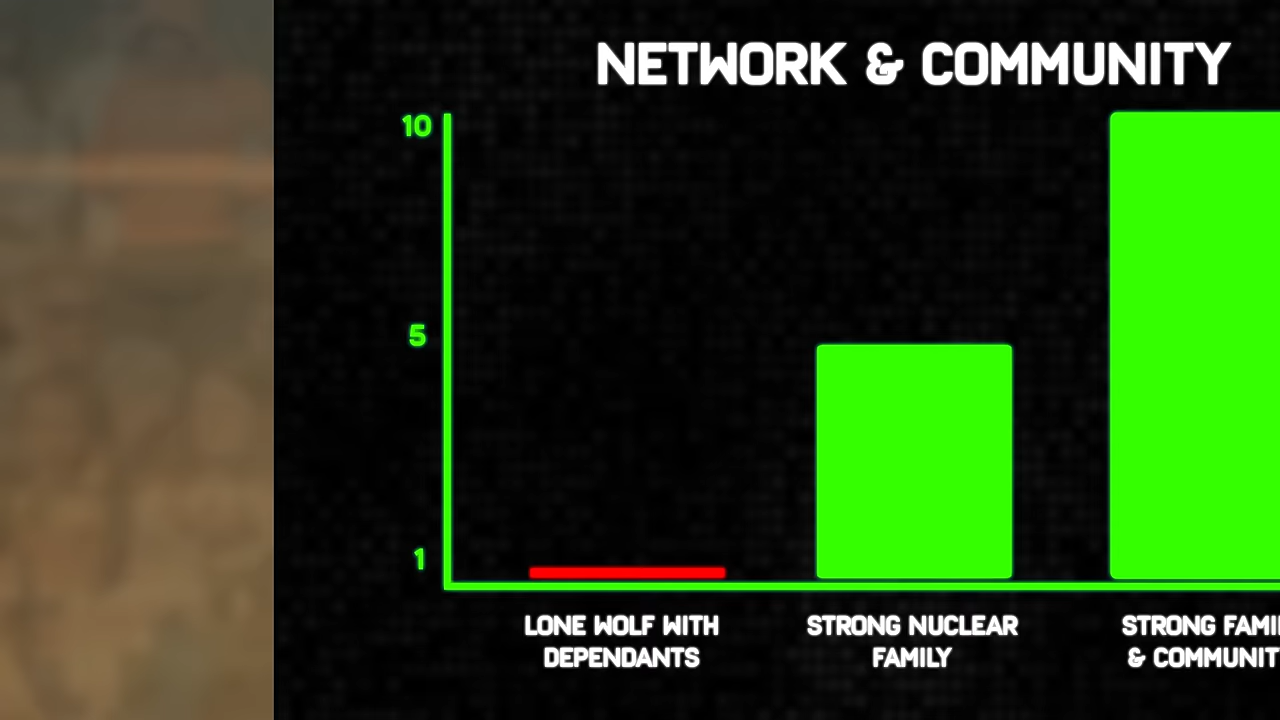 NETWORK & COMMUNITY
10
5
1
LONE WOLF WITH
DEPENDANTS
STRONG NUCLEAR
FAMILY
STRONG
&